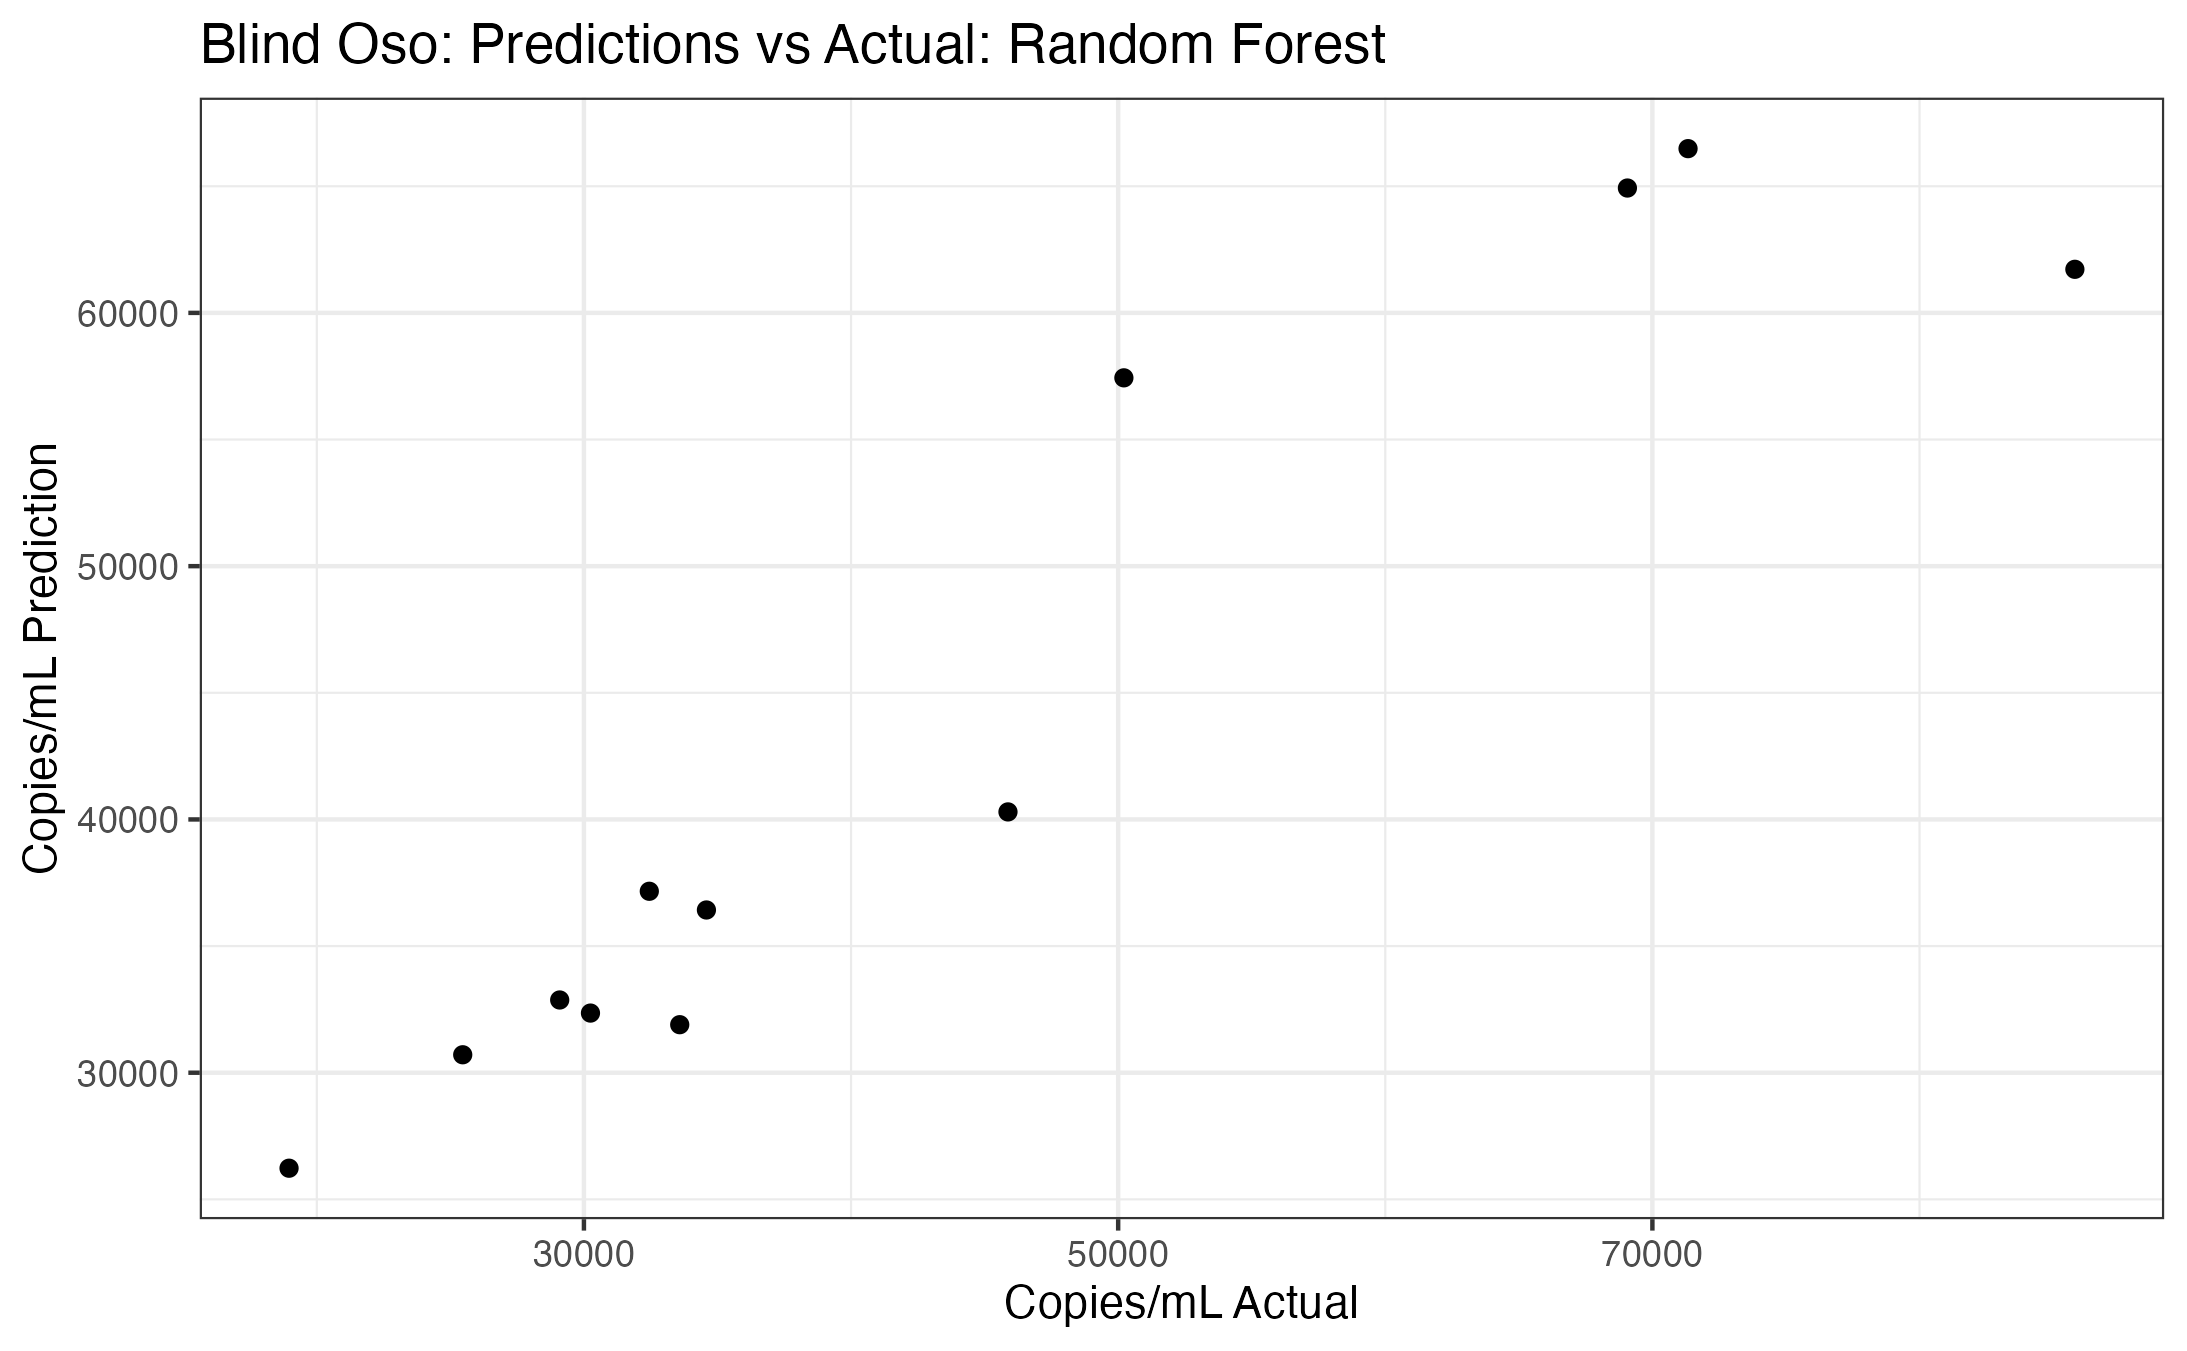 Blind Oso: Predictions vs Actual: Random Forest
Copies/mL Prediction
60000
50000
40000
30000
30000 50000 70000
Copies/mL Actual